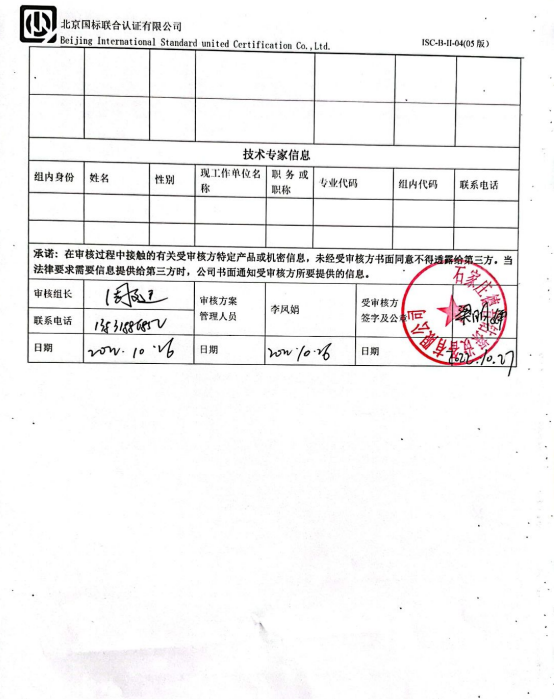 北京国标联合认证有限公司
Beijing International Standard united Certification Co.,Ltd.
ISC-B-II-04(05 版)
技术专家信息
组内身份 姓名 性别 现工作单位名称 职务或职称 专业代码 组内代码 联系电话
承诺：在审核过程中接触的有关受审核方特定产品或机密信息，未经受审核方书面同意不得透露给第三方。当
法律要求需要信息提供给第三方时，公司书面通知受审核方所要提供的信息。
审核组长 审核方案管理人员 李凤娟 受审核方签字及公章
联系电话
日期 2022.10.26 日期 2022.10.26 日期 2022.10.27
石家庄 设备有限公司